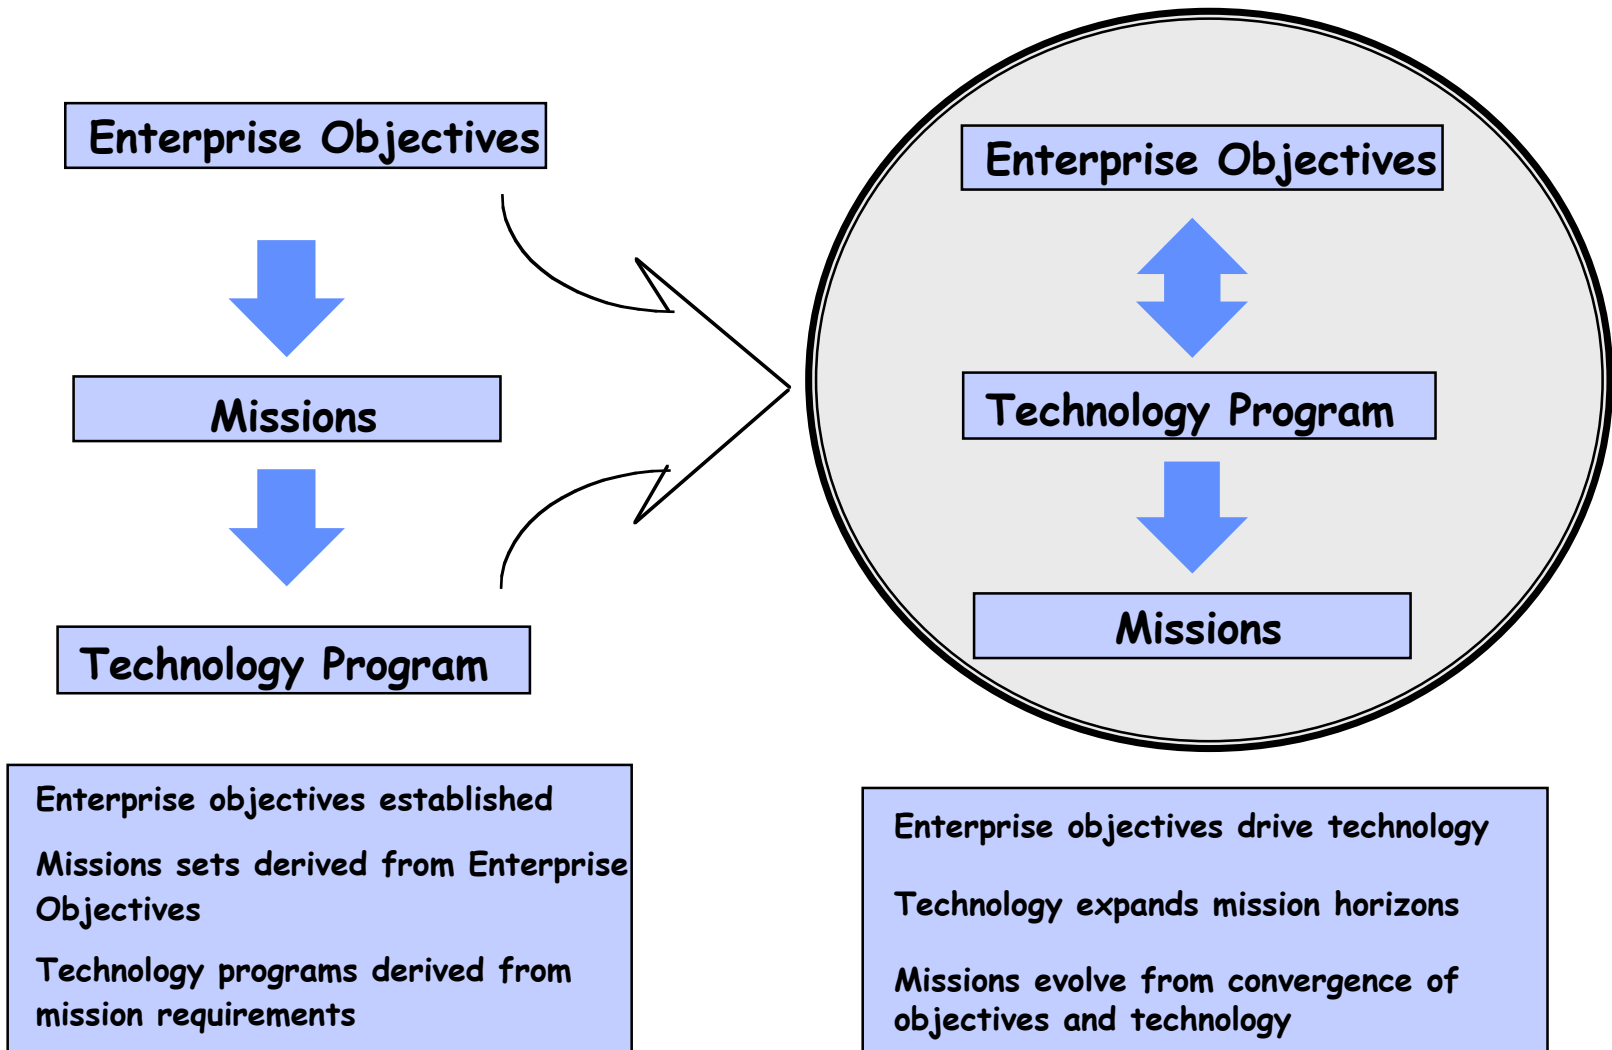 Enterprise Objectives
Missions
Technology Program
Enterprise objectives established
Missions sets derived from Enterprise
Objectives
Technology programs derived from
mission requirements
Enterprise Objectives
Technology Program
Missions
Enterprise objectives drive technology
Technology expands mission horizons
Missions evolve from convergence of
objectives and technology